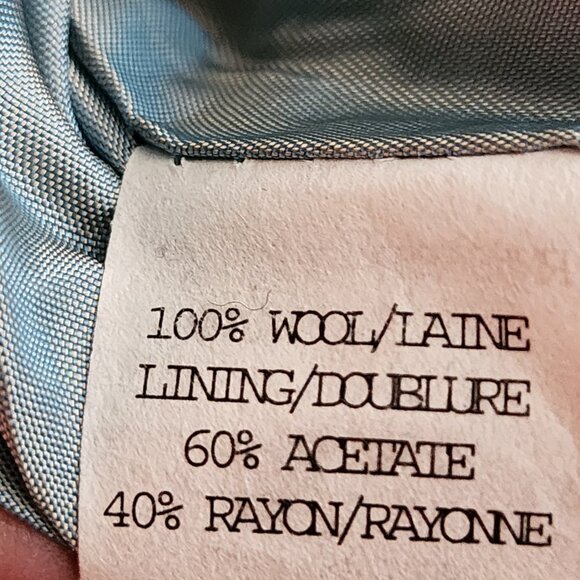 100% WOOL/LAINE
LINING/DOUBLURE
60% ACETATE
40% RAYON/RAYONNE